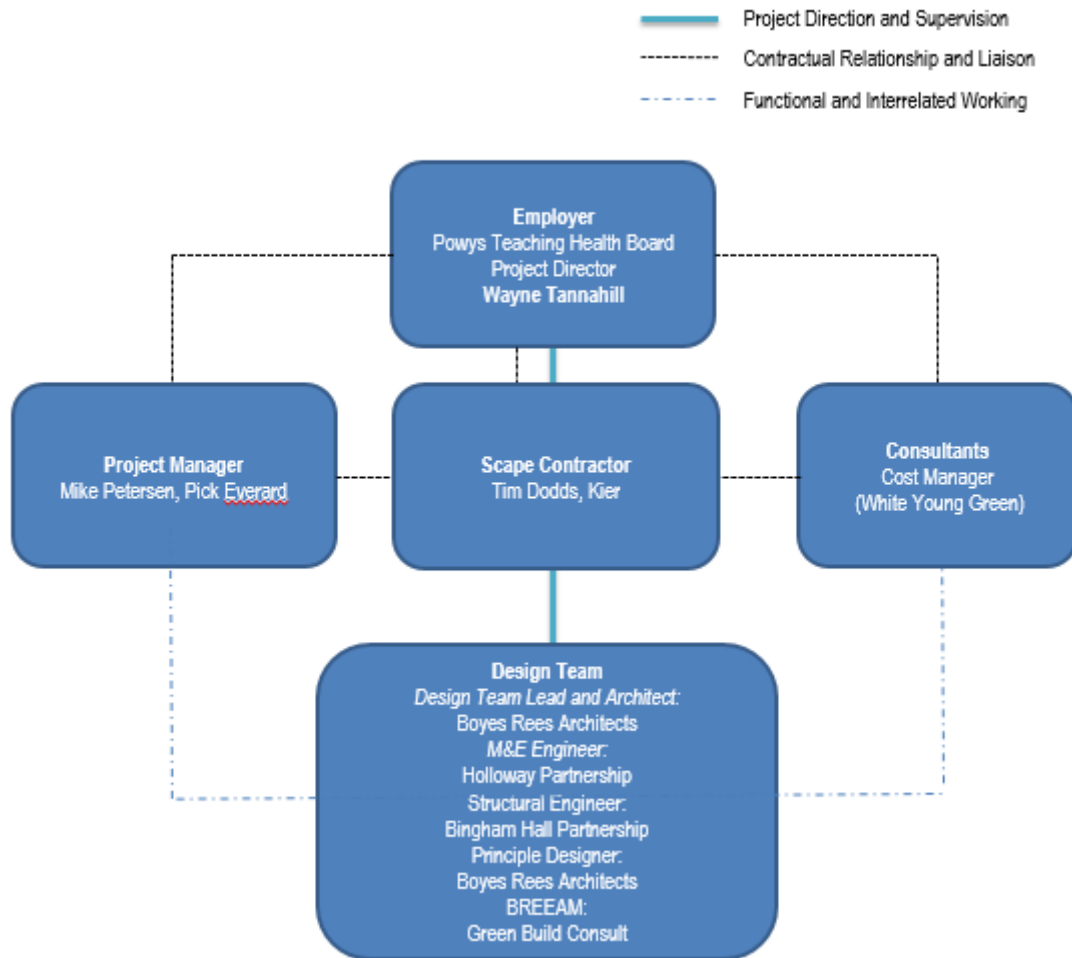 Project Direction and Supervision
Contractual Relationship and Liaison
Functional and Interrelated Working
Employer
Powys Teaching Health Board
Project Director
Wayne Tannahill
Project Manager
Mike Petersen, Pick Everard
Scape Contractor
Tim Dodds, Kier
Consultants
Cost Manager
(White Young Green)
Design Team
Design Team Lead and Architect:
Boyes Rees Architects
M&E Engineer:
Holloway Partnership
Structural Engineer:
Bingham Hall Partnership
Principle Designer:
Boyes Rees Architects
BREEAM:
Green Build Consult